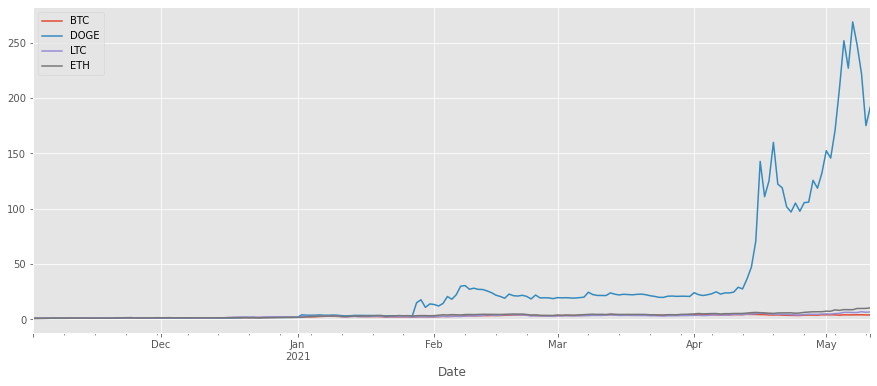 BTC
DOGE
LTC
ETH
250
200
150
100
50
0
Dec
Jan
2021
Feb
Mar
Apr
May
Date